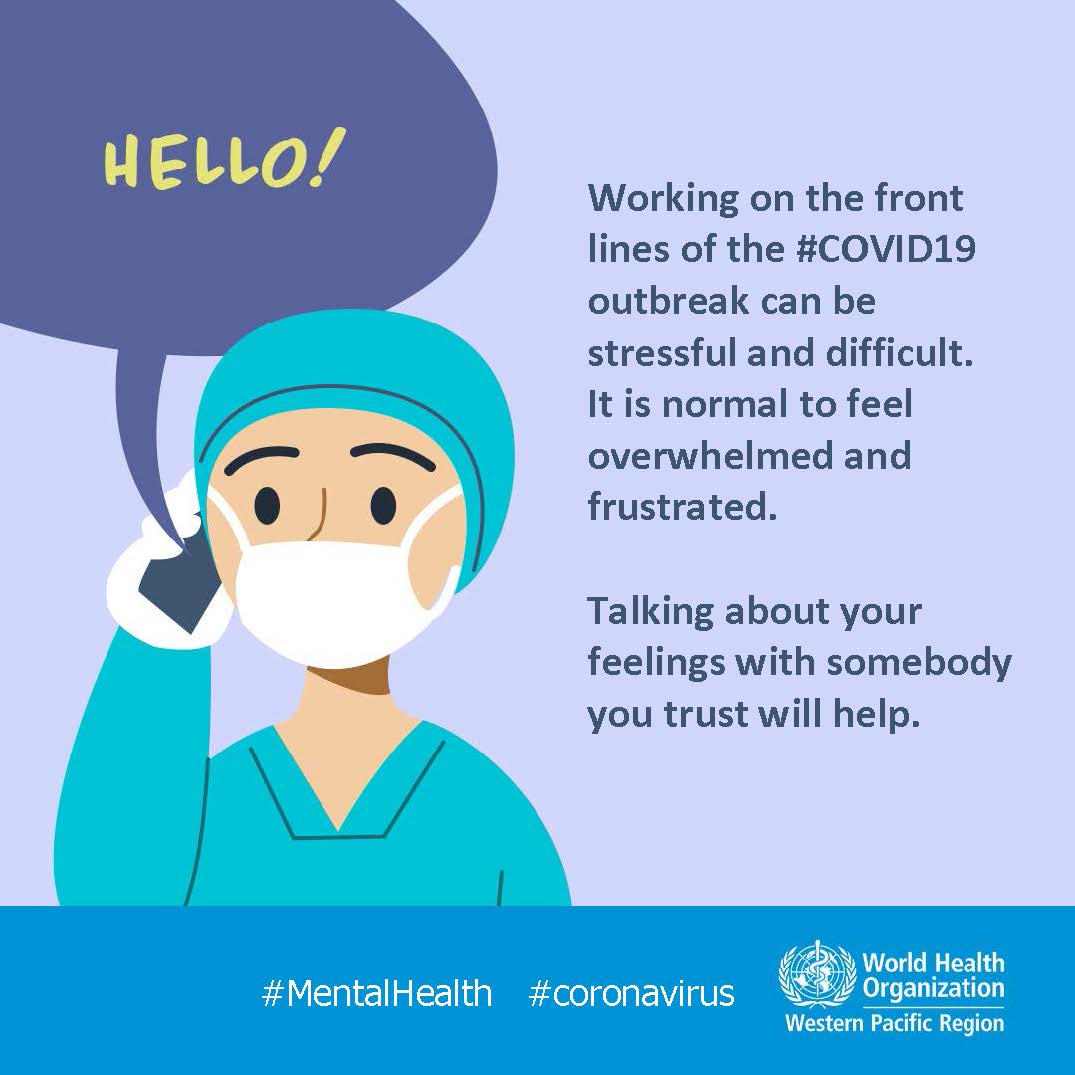 HELLO!
Working on the front
lines of the #COVID19
outbreak can be
stressful and difficult.
It is normal to feel
overwhelmed and
frustrated.
Talking about your
feelings with somebody
you trust will help.
#MentalHealth #coronavirus
World Health
Organization
Western Pacific Region